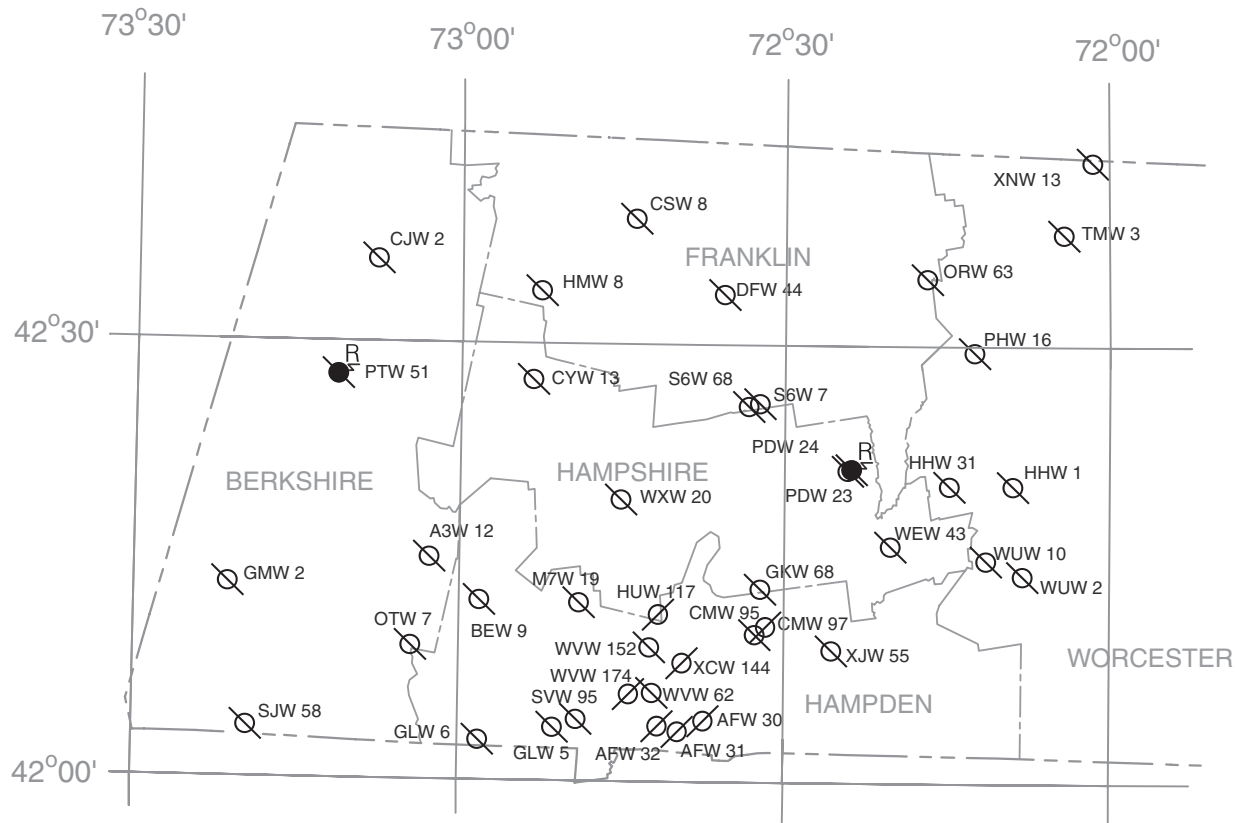 73°30'
73°00'
72°30'
72°00'
XNW 13
CSW 8
TMW 3
CJW 2
FRANKLIN
ORW 63
HMW 8
DFW 44
42°30'
PHW 16
R
PTW 51
CYW 13
S6W 68
S6W 7
PDW 24
R
BERKSHIRE
HAMPSHIRE
HHW 31
HHW 1
WXW 20
PDW 23
A3W 12
WEW 43
WUW 10
GMW 2
M7W 19
GKW 68
WUW 2
HUW 117
OTW 7
BEW 9
CMW 95
CMW 97
WVW 152
XJW 55
WORCESTER
XCW 144
WVW 174
SVW 95
WVW 62
HAMPDEN
SJW 58
AFW 30
GLW 6
GLW 5
AFW 32
AFW 31
42°00'